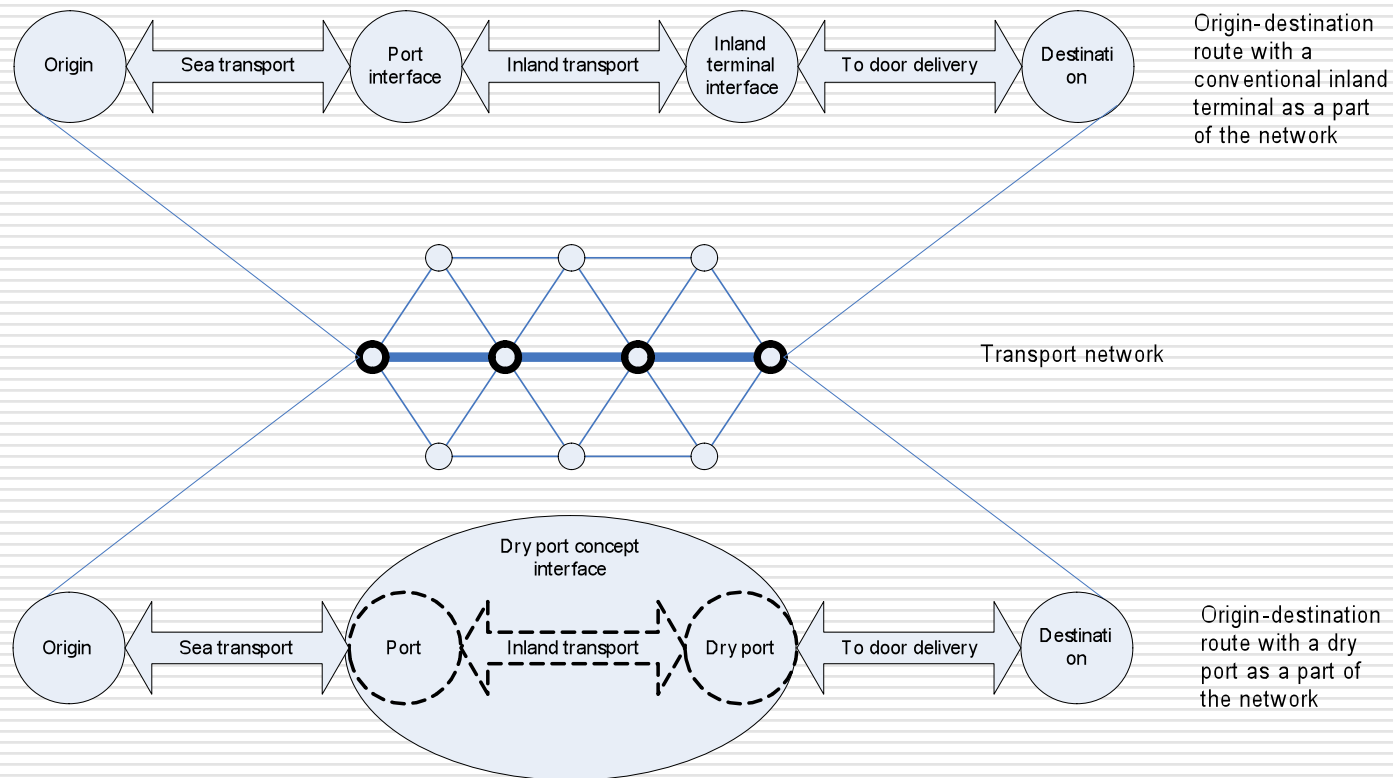 Origin
Sea transport
Port
interface
Inland transport
Inland
terminal
interface
To door delivery
Destinati
on
Origin-destination
route with a
conventional inland
terminal as a part
of the network
Transport network
Dry port concept
interface
Origin
Sea transport
Port
Inland transport
Dry port
To door delivery
Destinati
on
Origin-destination
route with a dry
port as a part of
the network